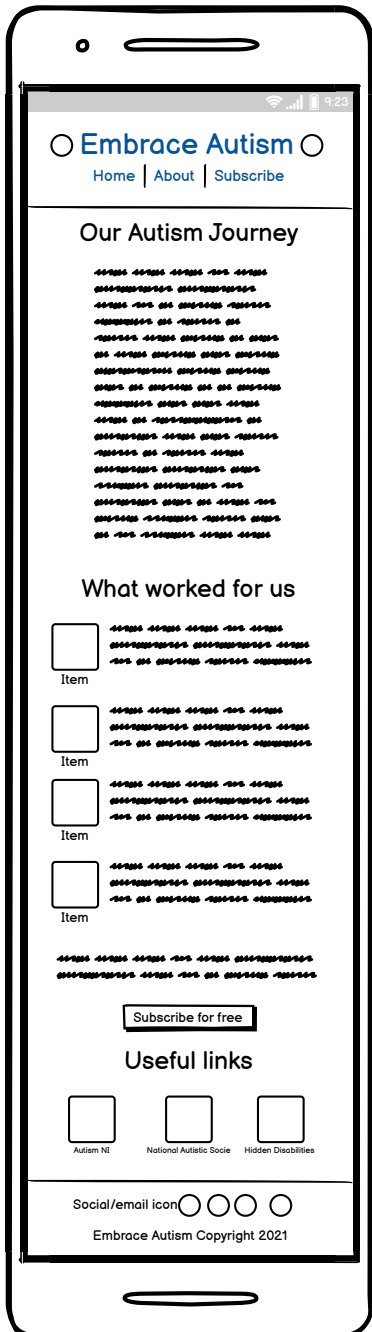 9:23
Embrace Autism
Home About Subscribe
Our Autism Journey
What worked for us
Item
Item
Item
Item
Subscribe for free
Useful links
Autism NI National Autistic Socie Hidden Disabilities
Social/email icon
Embrace Autism Copyright 2021